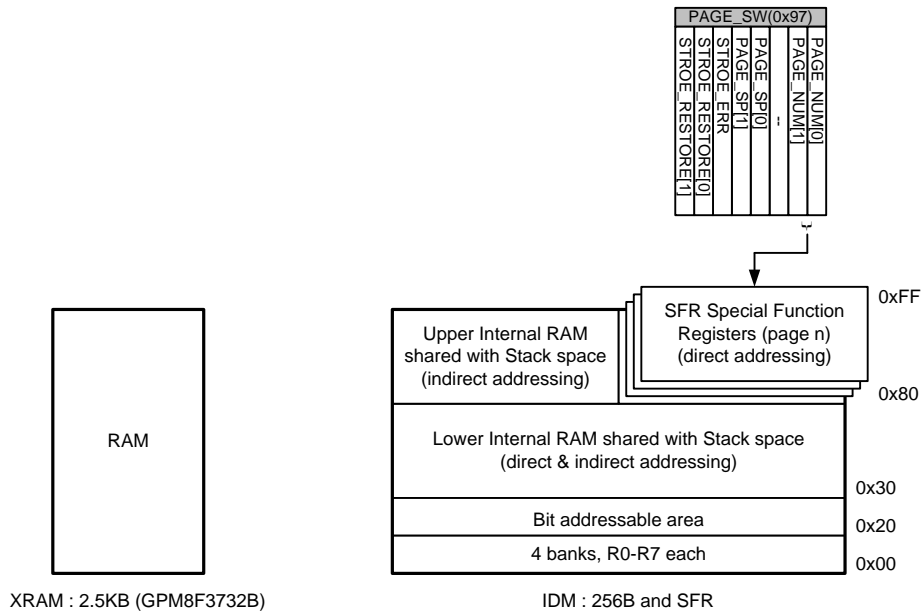 PAGE_SW(0x97)
STROE_RESTORE[1]
STROE_RESTORE[0]
STROE_ERR
PAGE_SP[1]
PAGE_SP[0]
--
PAGE_NUM[1]
PAGE_NUM[0]
SFR Special Function
Registers (page n)
(direct addressing)
0xFF
Upper Internal RAM
shared with Stack space
(indirect addressing)
0x80
RAM
Lower Internal RAM shared with Stack space
(direct & indirect addressing)
0x30
Bit addressable area
0x20
4 banks, R0-R7 each
0x00
XRAM : 2.5KB (GPM8F3732B)
IDM : 256B and SFR